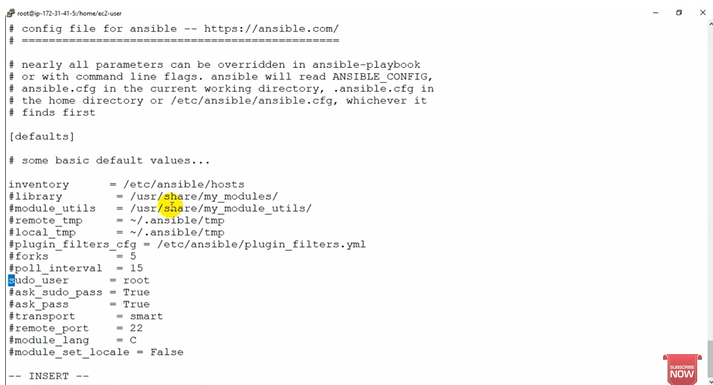 root@ip-172-31-41-5:/home/ec2-user
# config file for ansible -- https://ansible.com/
# ===============================================
# nearly all parameters can be overridden in ansible-playbook
# or with command line flags. ansible will read ANSIBLE_CONFIG,
# ansible.cfg in the current working directory, .ansible.cfg in
# the home directory or /etc/ansible/ansible.cfg, whichever it
# finds first
[defaults]
# some basic default values...
inventory      = /etc/ansible/hosts
#library        = /usr/share/my_modules/
#module_utils   = /usr/share/my_module_utils/
#remote_tmp     = ~/.ansible/tmp
#local_tmp      = ~/.ansible/tmp
#plugin_filters_cfg = /etc/ansible/plugin_filters.yml
#forks          = 5
#poll_interval  = 15
sudo_user      = root
#ask_sudo_pass = True
#ask_pass      = True
#transport      = smart
#remote_port    = 22
#module_lang    = C
#module_set_locale = False
-- INSERT --
SUBSCRIBE
NOW